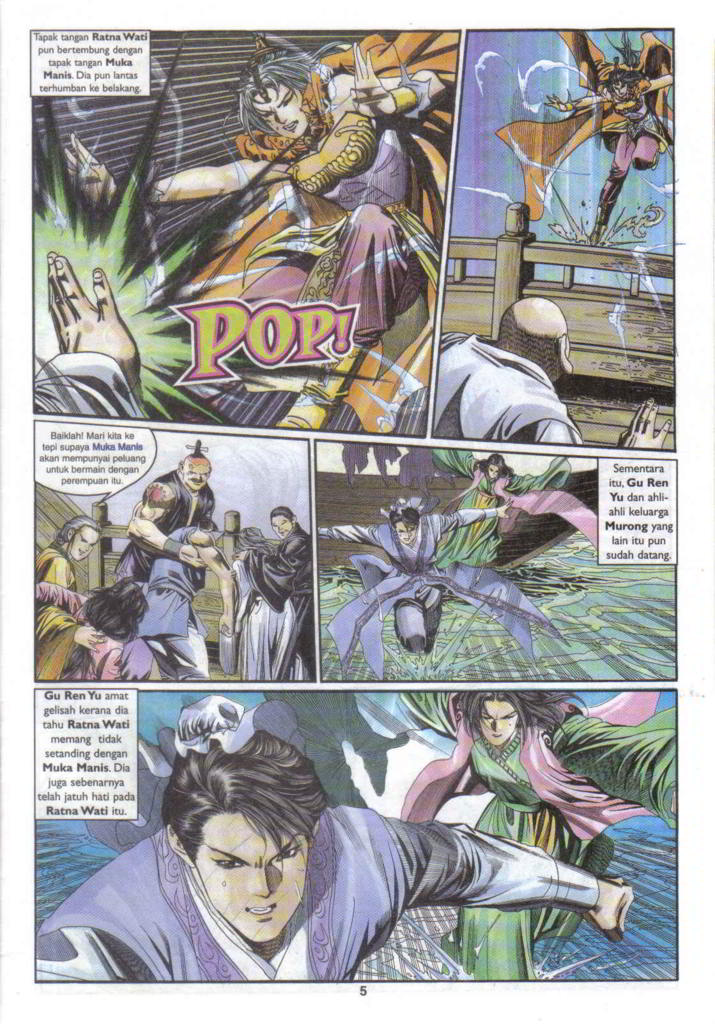 Tapak tangan Ratna Wati
pun bertembung dengan
tapak tangan Muka
Manis. Dia pun lantas
terhumban ke belakang.
POP!
Baiklah! Mari kita ke
tepi supaya Muka Manis
akan mempunyai peluang
untuk bermain dengan
perempuan itu.
Sementara
itu, Gu Ren
Yu dan ahli-
ahli keluarga
Murong yang
lain itu pun
sudah datang.
Gu Ren Yu amat
gelisah kerana dia
tahu Ratna Wati
memang tidak
setanding dengan
Muka Manis. Dia
juga sebenarnya
telah jatuh hati pada
Ratna Wati itu.
5